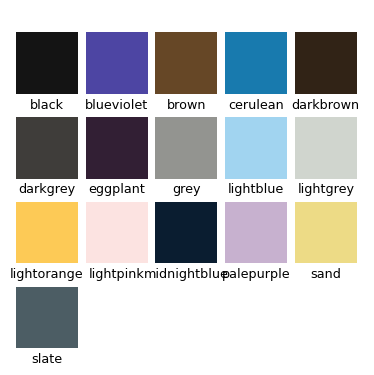 black blueviolet brown cerulean darkbrown
darkgrey eggplant grey lightblue lightgrey
lightorange lightpink midnightblue palepurple sand
slate